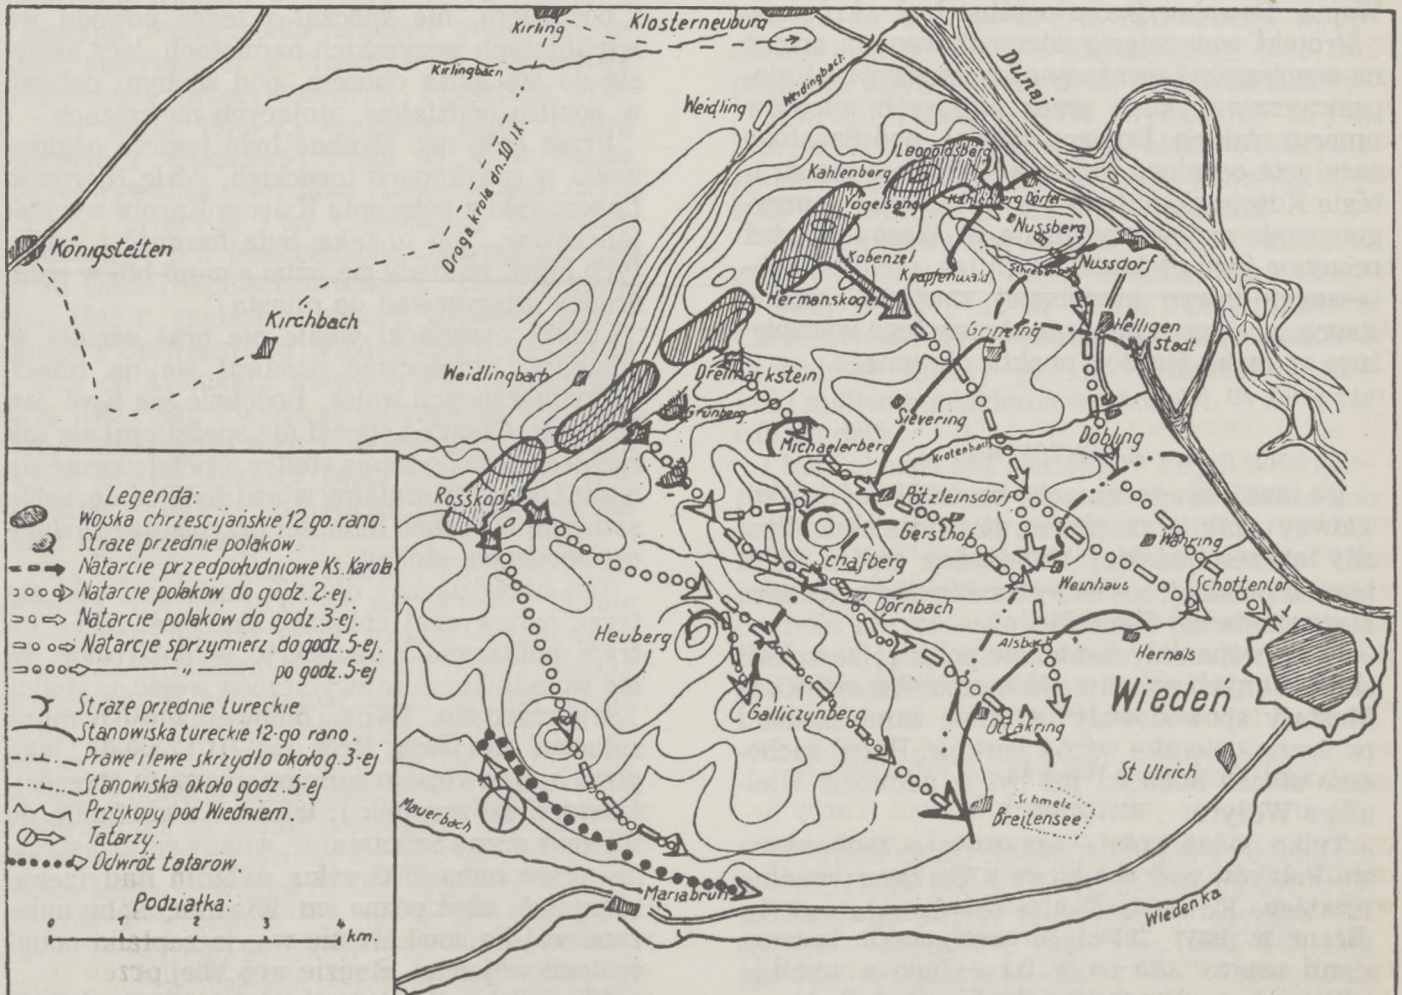 Klosterneuburg
Kirling
Kirlingbach
Weidling
Weidingbach
Dunaj
Droga króla dn. 10.IX.
Königstetten
Kirchbach
Weidlingbach
Leopoldsberg
Kahlenberg
Vogelsang
Kahlenberg Dörfel
Nussberg
Nussdorf
Schreiberb.
Kobenzel
Krapfenwald
Hermanskogel
Grinzing
Heiligen
stadt
Dreimarkstein
Grünberg
Michaelerberg
Sievering
Krotenbach
Döbling
Rosskopf
Pötzleinsdorf
Gersthof
Schafberg
Währing
Weinhaus
Schottentor
Dornbach
Heuberg
Alsbach
Hernals
Wiedeń
Galliczynberg
Ottakring
St Ulrich
Schmelz
Breitensee
Mauerbach
Mariabrun
Wiedenka
Legenda:
Wojska chrześcijańskie 12 go. rano.
Straże przednie polaków.
Natarcie przedpołudniowe Ks. Karola
Natarcie polaków do godz. 2-ej.
Natarcie polaków do godz. 3-ej.
Natarcje sprzymierz. do godz. 5-ej.
" " po godz. 5-ej
Straże przednie tureckie.
Stanowiska tureckie 12-go rano.
Prawe i lewe skrzydło około g. 3-ej
Stanowiska około godz. 5-ej
Przykopy pod Wiedniem.
Tatarzy.
Odwrót tatarów.
Podziałka:
0 1 4 km.